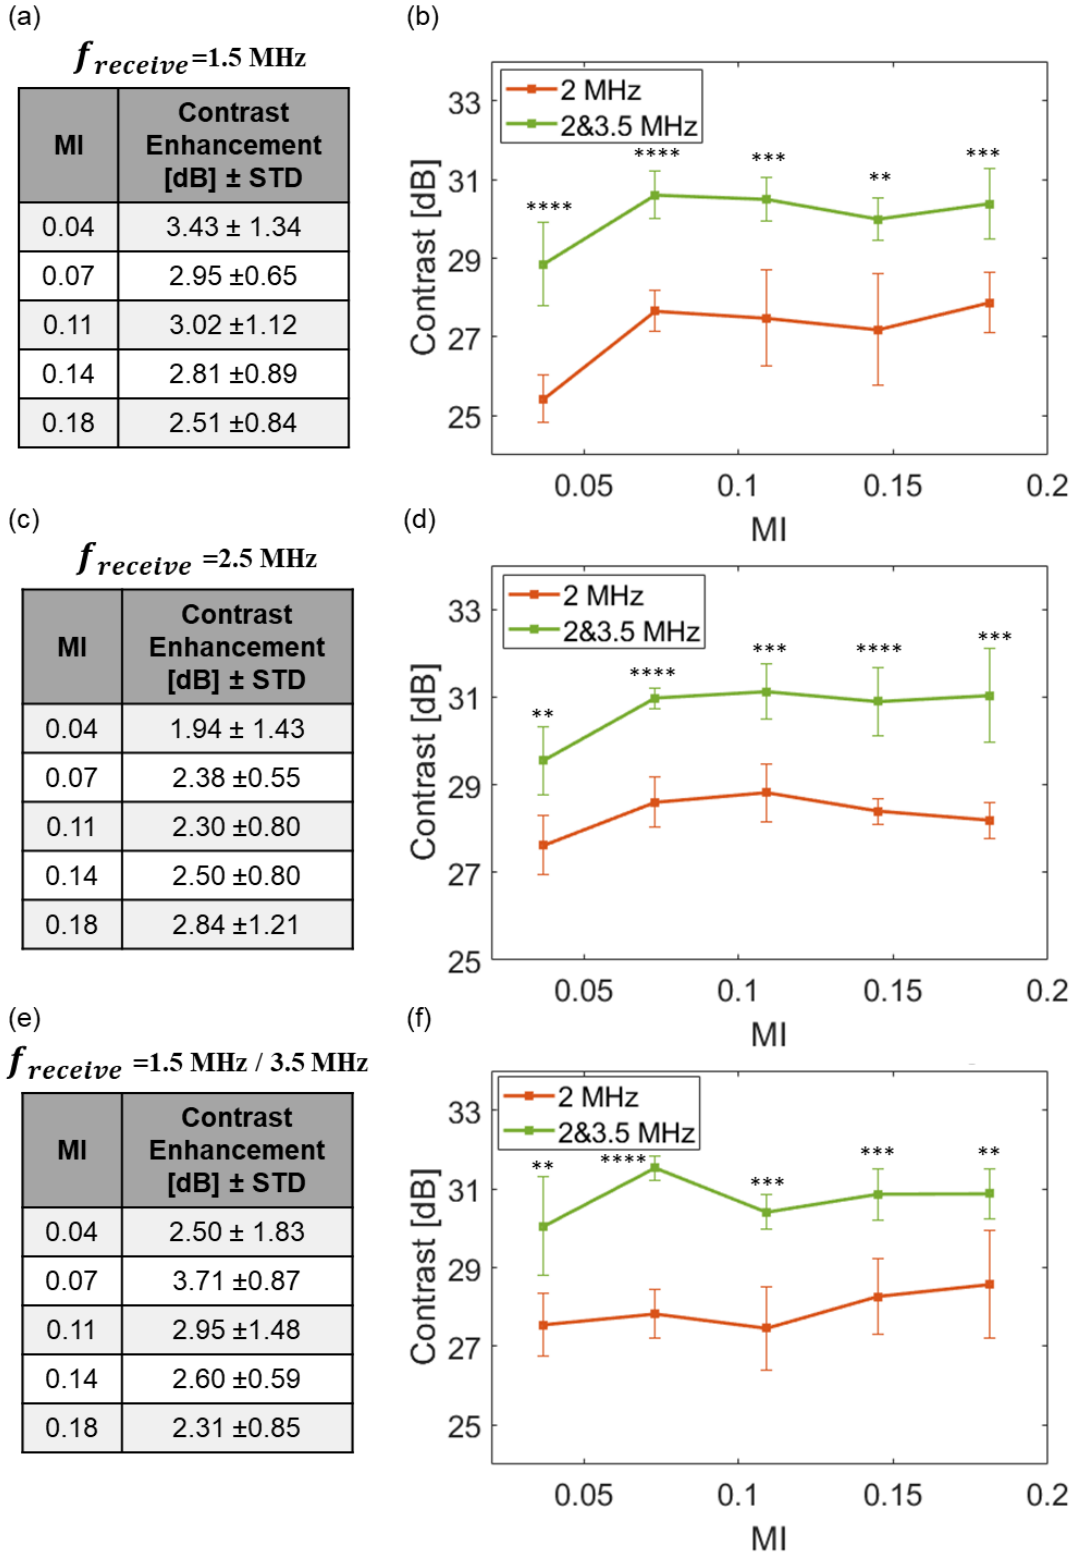 (a)
f receive=1.5 MHz
MI
Contrast
Enhancement
[dB] ± STD
0.04 3.43 ± 1.34
0.07 2.95 ±0.65
0.11 3.02 ±1.12
0.14 2.81 ±0.89
0.18 2.51 ±0.84
(b)
2 MHz
2&3.5 MHz
33
31
29
27
25
Contrast [dB]
****
****
***
**
***
0.05 0.1 0.15 0.2
MI
(c)
f receive =2.5 MHz
MI
Contrast
Enhancement
[dB] ± STD
0.04 1.94 ± 1.43
0.07 2.38 ±0.55
0.11 2.30 ±0.80
0.14 2.50 ±0.80
0.18 2.84 ±1.21
(d)
2 MHz
2&3.5 MHz
33
31
29
27
25
Contrast [dB]
**
****
***
****
***
0.05 0.1 0.15 0.2
MI
(e)
f receive =1.5 MHz / 3.5 MHz
MI
Contrast
Enhancement
[dB] ± STD
0.04 2.50 ± 1.83
0.07 3.71 ±0.87
0.11 2.95 ±1.48
0.14 2.60 ±0.59
0.18 2.31 ±0.85
(f)
2 MHz
2&3.5 MHz
33
31
29
27
25
Contrast [dB]
**
****
***
***
**
0.05 0.1 0.15 0.2
MI